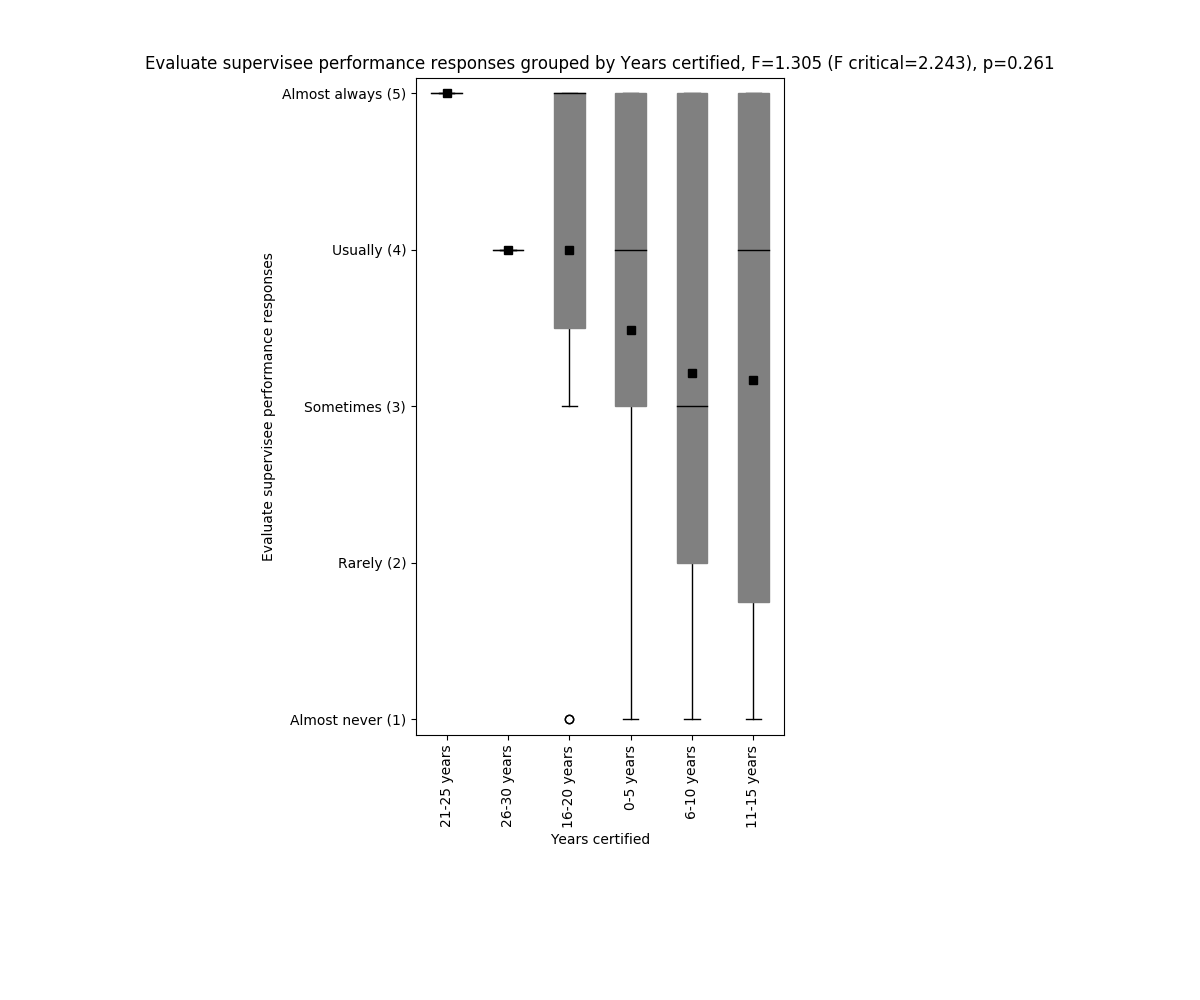 Evaluate supervisee performance responses grouped by Years certified, F=1.305 (F critical=2.243), p=0.261
Almost always (5)
Usually (4)
Sometimes (3)
Rarely (2)
Almost never (1)
Evaluate supervisee performance responses
21-25 years
26-30 years
16-20 years
0-5 years
6-10 years
11-15 years
Years certified